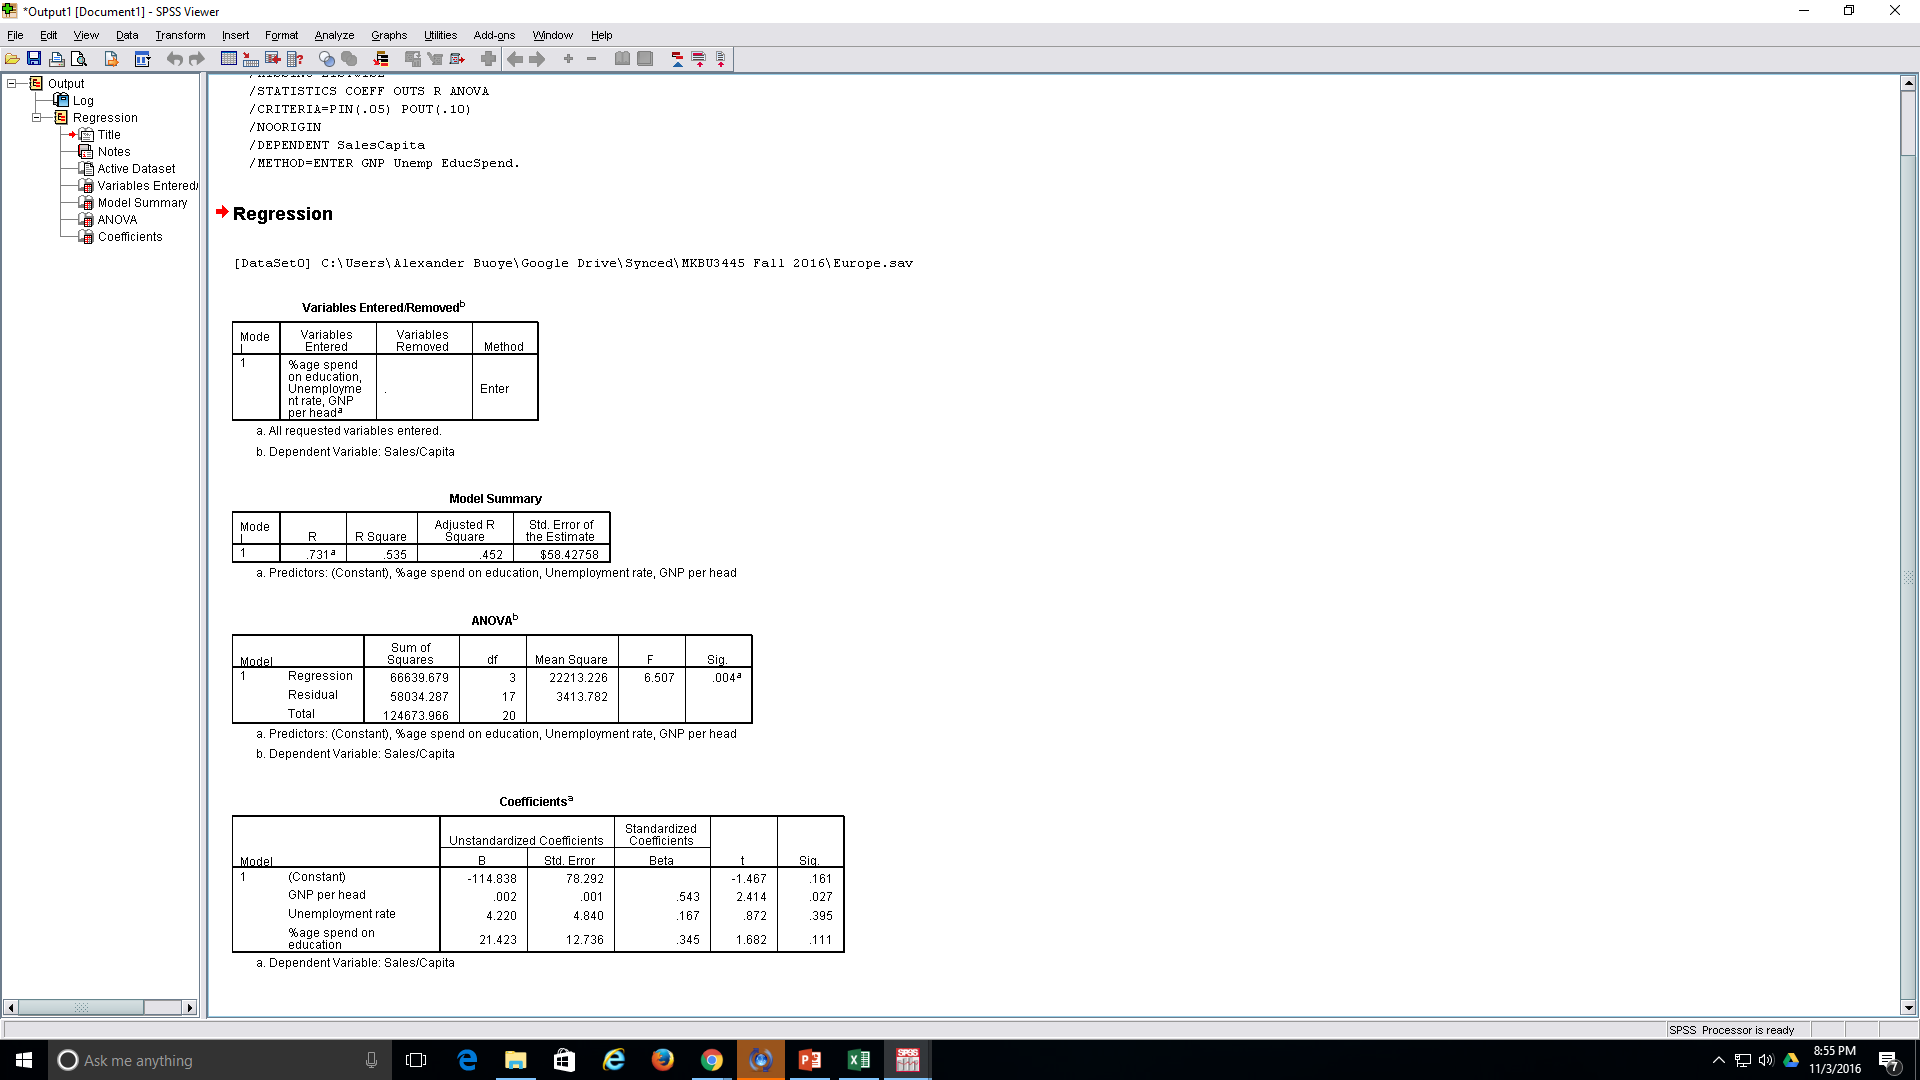 *Output1 [Document1] - SPSS Viewer
File Edit View Data Transform Insert Format Analyze Graphs Utilities Add-ons Window Help
Output
Log
Regression
Title
Notes
Active Dataset
Variables Entered/
Model Summary
ANOVA
Coefficients
/MISSING LISTWISE
/STATISTICS COEFF OUTS R ANOVA
/CRITERIA=PIN(.05) POUT(.10)
/NOORIGIN
/DEPENDENT SalesCapita
/METHOD=ENTER GNP Unemp EducSpend.
Regression
[DataSet0] C:\Users\Alexander Buoye\Google Drive\Synced\MKBU3445 Fall 2016\Europe.sav
Variables Entered/Removedb
Mode
l
Variables
Entered
Variables
Removed
Method
1
%age spend
on education,
Unemployme
nt rate, GNP
per heada
.
Enter
a. All requested variables entered.
b. Dependent Variable: Sales/Capita
Model Summary
Mode
l
R
R Square
Adjusted R
Square
Std. Error of
the Estimate
1 .731a .535 .452 $58.42758
a. Predictors: (Constant), %age spend on education, Unemployment rate, GNP per head
ANOVAb
Model
Sum of
Squares
df
Mean Square
F
Sig.
1 Regression 66639.679 3 22213.226 6.507 .004a
Residual 58034.287 17 3413.782
Total 124673.966 20
a. Predictors: (Constant), %age spend on education, Unemployment rate, GNP per head
b. Dependent Variable: Sales/Capita
Coefficientsa
Model
Unstandardized Coefficients
Standardized
Coefficients
B
Std. Error
Beta
t
Sig.
1 (Constant) -114.838 78.292 -1.467 .161
GNP per head .002 .001 .543 2.414 .027
Unemployment rate 4.220 4.840 .167 .872 .395
%age spend on
education
21.423 12.736 .345 1.682 .111
a. Dependent Variable: Sales/Capita
SPSS Processor is ready
Ask me anything
8:55 PM
11/3/2016
7